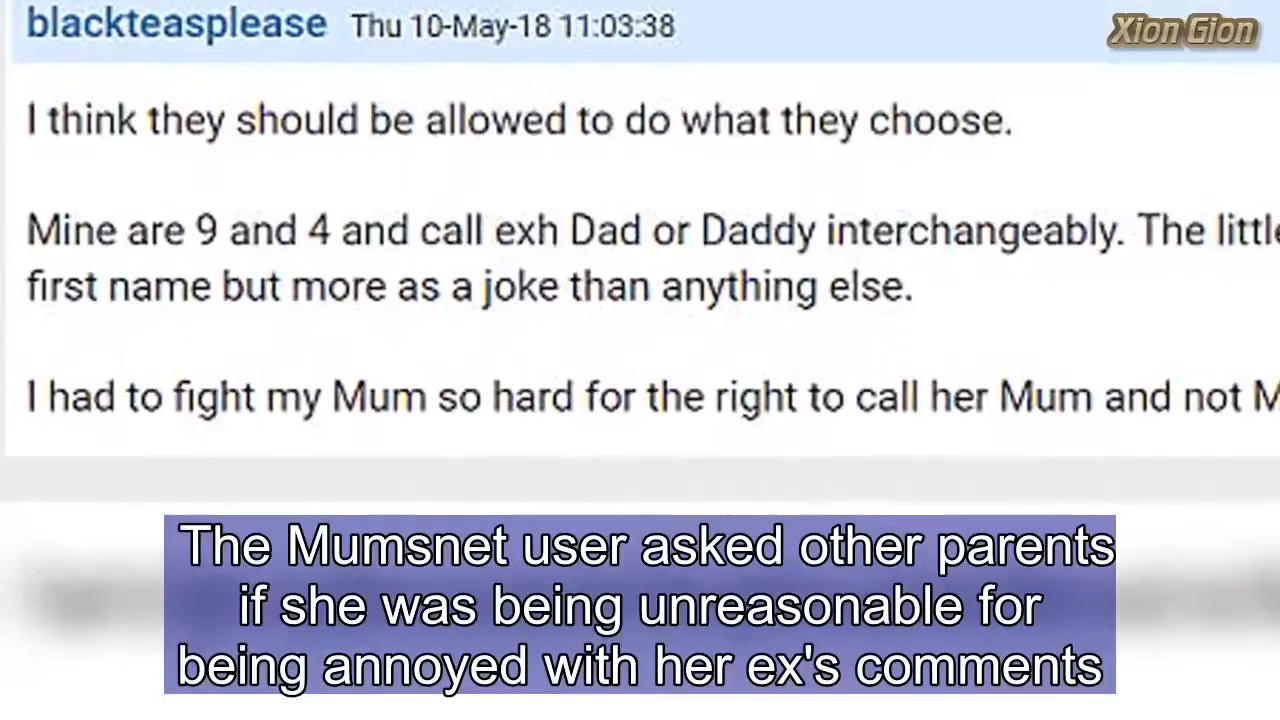 blackteasplease Thu 10-May-18 11:03:38
Xion Gion
I think they should be allowed to do what they choose.
Mine are 9 and 4 and call exh Dad or Daddy interchangeably. The little
first name but more as a joke than anything else.
I had to fight my Mum so hard for the right to call her Mum and not M
The Mumsnet user asked other parents
if she was being unreasonable for
being annoyed with her ex's comments